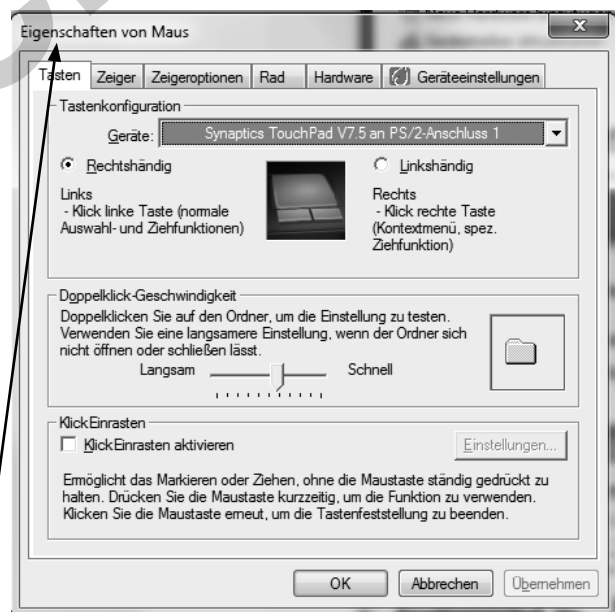 Eigenschaften von Maus
Tasten Zeiger Zeigeroptionen Rad Hardware Geräteeinstellungen
Tastenkonfiguration
Geräte: Synaptics TouchPad V7.5 an PS/2-Anschluss 1
Rechtshändig Linkshändig
Links
- Klick linke Taste (normale
Auswahl- und Ziehfunktionen)
Rechts
- Klick rechte Taste
(Kontextmenü, spez.
Ziehfunktion)
Doppelklick-Geschwindigkeit
Doppelklicken Sie auf den Ordner, um die Einstellung zu testen.
Verwenden Sie eine langsamere Einstellung, wenn der Ordner sich
nicht öffnen oder schließen lässt.
Langsam Schnell
KlickEinrasten
KlickEinrasten aktivieren Einstellungen...
Ermöglicht das Markieren oder Ziehen, ohne die Maustaste ständig gedrückt zu
halten. Drücken Sie die Maustaste kurzzeitig, um die Funktion zu verwenden.
Klicken Sie die Maustaste erneut, um die Tastenfeststellung zu beenden.
OK Abbrechen Übernehmen